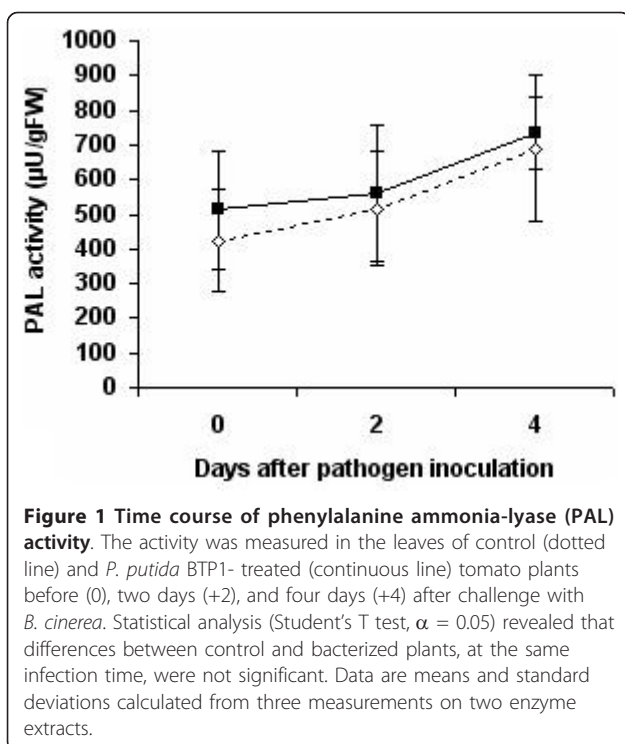 1000
900
800
700
600
500
400
300
200
100
0
PAL activity (µU/gFW)
0 2 4
Days after pathogen inoculation
Figure 1 Time course of phenylalanine ammonia-lyase (PAL)
activity. The activity was measured in the leaves of control (dotted
line) and P. putida BTP1- treated (continuous line) tomato plants
before (0), two days (+2), and four days (+4) after challenge with
B. cinerea. Statistical analysis (Student's T test, α = 0.05) revealed that
differences between control and bacterized plants, at the same
infection time, were not significant. Data are means and standard
deviations calculated from three measurements on two enzyme
extracts.